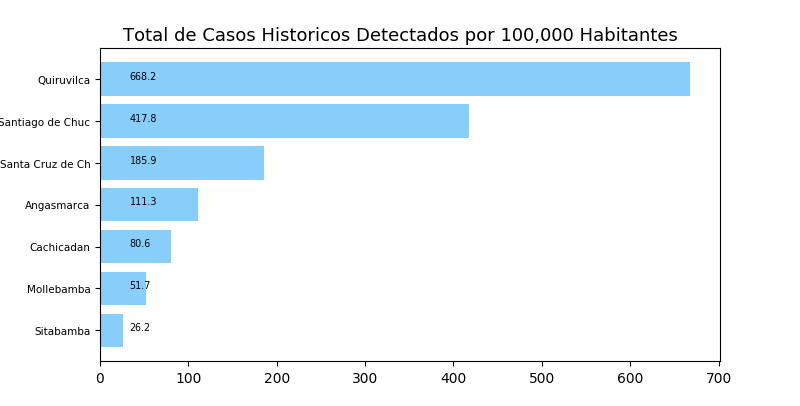 Total de Casos Historicos Detectados por 100,000 Habitantes
Quiruvilca 668.2
Santiago de Chuc 417.8
Santa Cruz de Ch 185.9
Angasmarca 111.3
Cachicadan 80.6
Mollebamba 51.7
Sitabamba 26.2
0 100 200 300 400 500 600 700